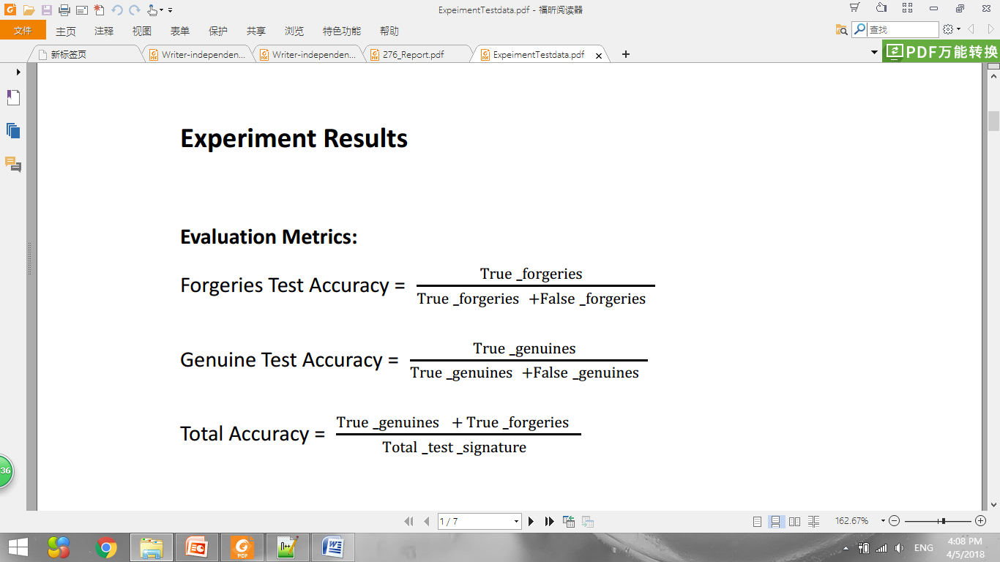 ExpeimentTestdata.pdf - 福昕阅读器
文件 主页 注释 视图 表单 保护 共享 浏览 特色功能 帮助 查找
新标签页 Writer-independen... Writer-independen... 276_Report.pdf ExpeimentTestdata.pdf PDF万能转换
Experiment Results
Evaluation Metrics:
Forgeries Test Accuracy = True _forgeries
True _forgeries +False _forgeries
Genuine Test Accuracy = True _genuines
True _genuines +False _genuines
Total Accuracy = True _genuines + True _forgeries
Total _test _signature
36
1 / 7 162.67%
ENG 4:08 PM
4/5/2018